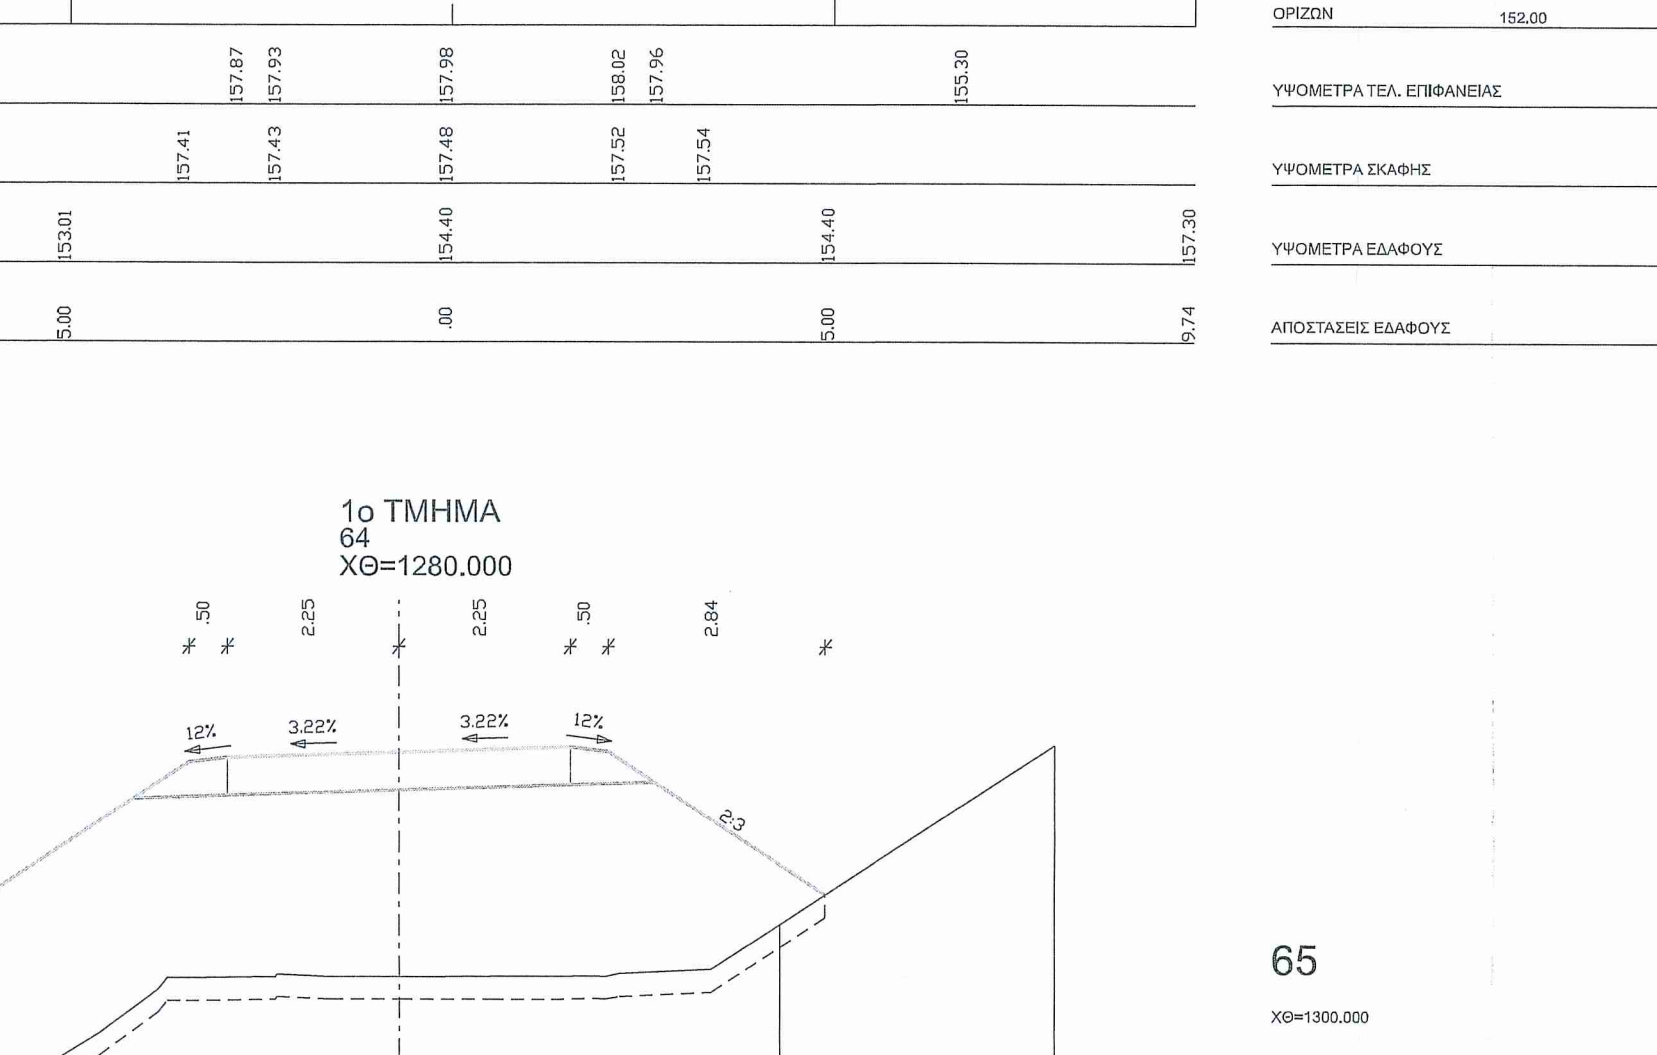 ΟΡΙΖΩΝ 152.00
157.87 157.93 157.98 158.02 157.96 155.30 ΥΨΟΜΕΤΡΑ ΤΕΛ. ΕΠΙΦΑΝΕΙΑΣ
157.41 157.43 157.48 157.52 157.54 ΥΨΟΜΕΤΡΑ ΣΚΑΦΗΣ
153.01 154.40 154.40 157.30 ΥΨΟΜΕΤΡΑ ΕΔΑΦΟΥΣ
5.00 .00 5.00 9.74 ΑΠΟΣΤΑΣΕΙΣ ΕΔΑΦΟΥΣ
1ο ΤΜΗΜΑ
64
ΧΘ=1280.000
.50 2.25 2.25 .50 2.84
12% 3.22% 3.22% 12%
2:3
65
ΧΘ=1300.000